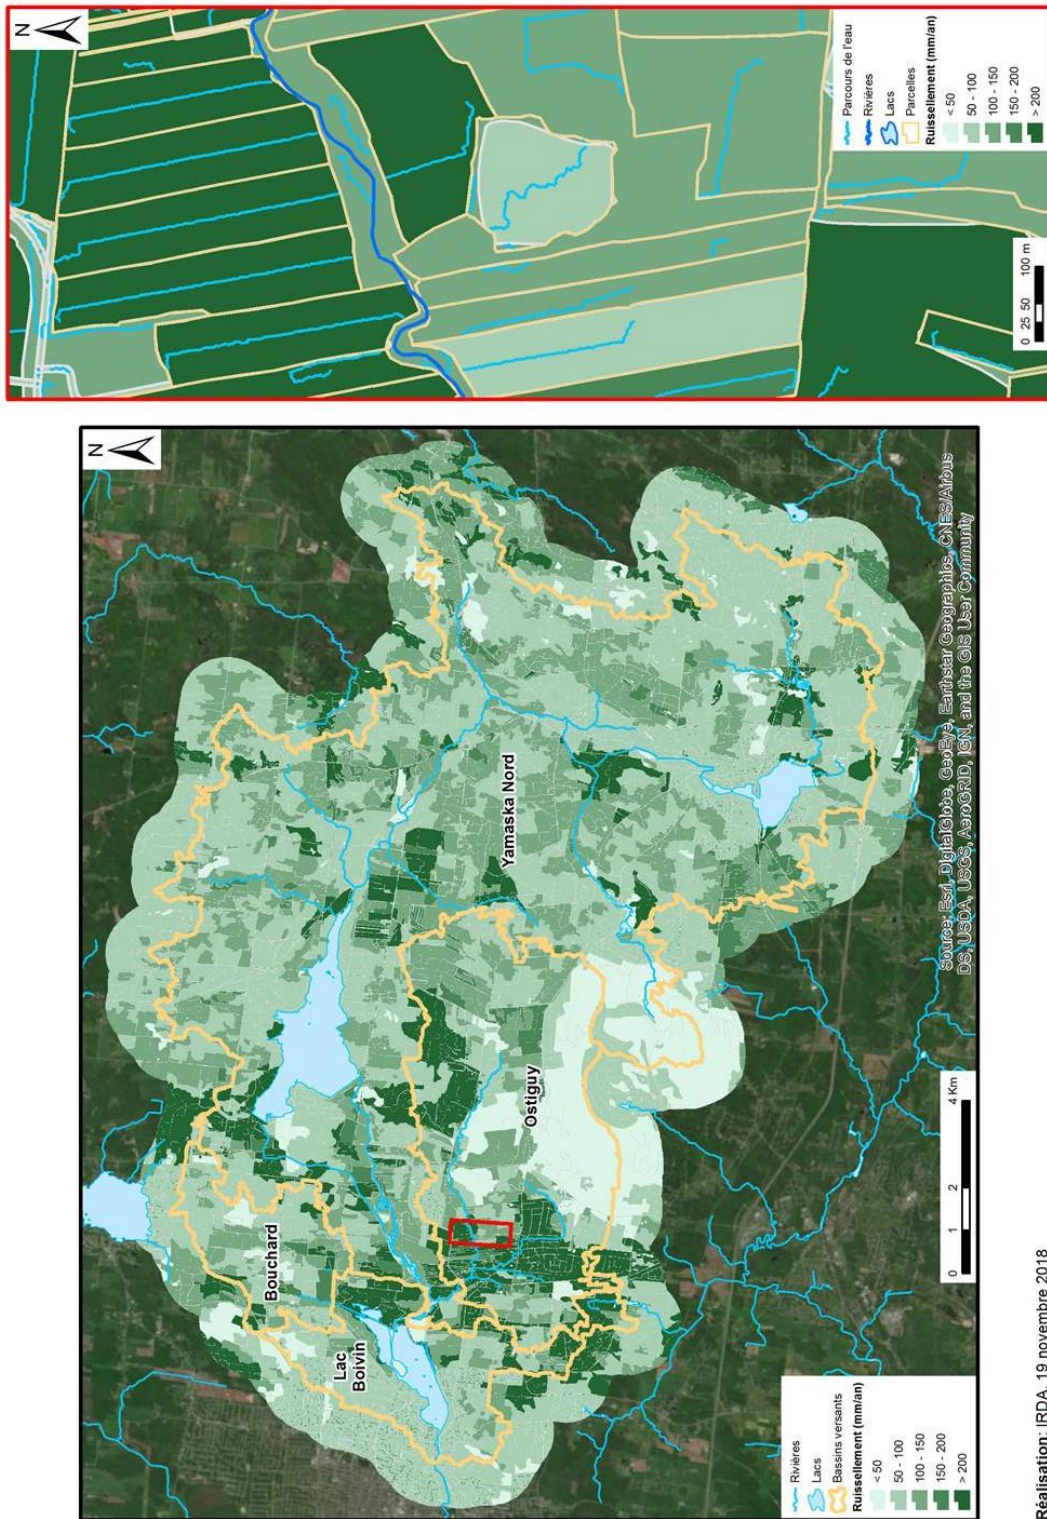 N
Bouchard
Lac
Boivin
Yamaska Nord
Ostiguy
Rivières
Lacs
Bassins versants
Ruissellement (mm/an)
< 50
50 - 100
100 - 150
150 - 200
> 200
0 1 2 4 Km
Source: Esri, DigitalGlobe, GeoEye, Earthstar Geographics, CNES/Airbus
DS, USDA, USGS, AeroGRID, IGN, and the GIS User Community
Réalisation: IRDA, 19 novembre 2018
N
Parcours de l'eau
Rivières
Lacs
Parcelles
Ruissellement (mm/an)
< 50
50 - 100
100 - 150
150 - 200
> 200
0 25 50 100 m